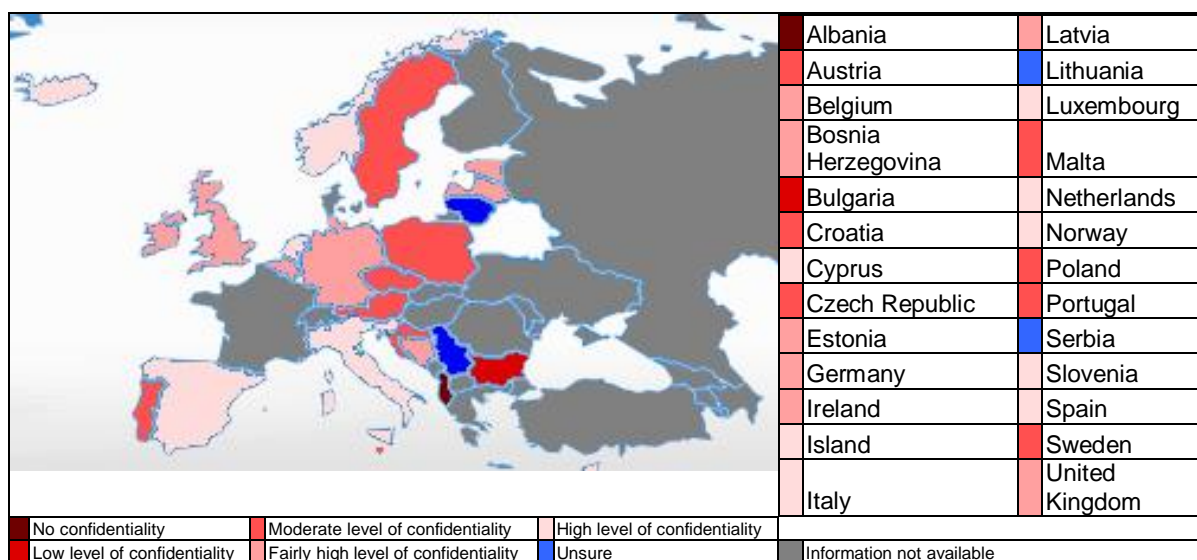 Albania
Latvia
Austria
Lithuania
Belgium
Luxembourg
Bosnia
Herzegovina
Malta
Bulgaria
Netherlands
Croatia
Norway
Cyprus
Poland
Czech Republic
Portugal
Estonia
Serbia
Germany
Slovenia
Ireland
Spain
Island
Sweden
Italy
United
Kingdom
No confidentiality
Moderate level of confidentiality
High level of confidentiality
Low level of confidentiality
Fairly high level of confidentiality
Unsure
Information not available